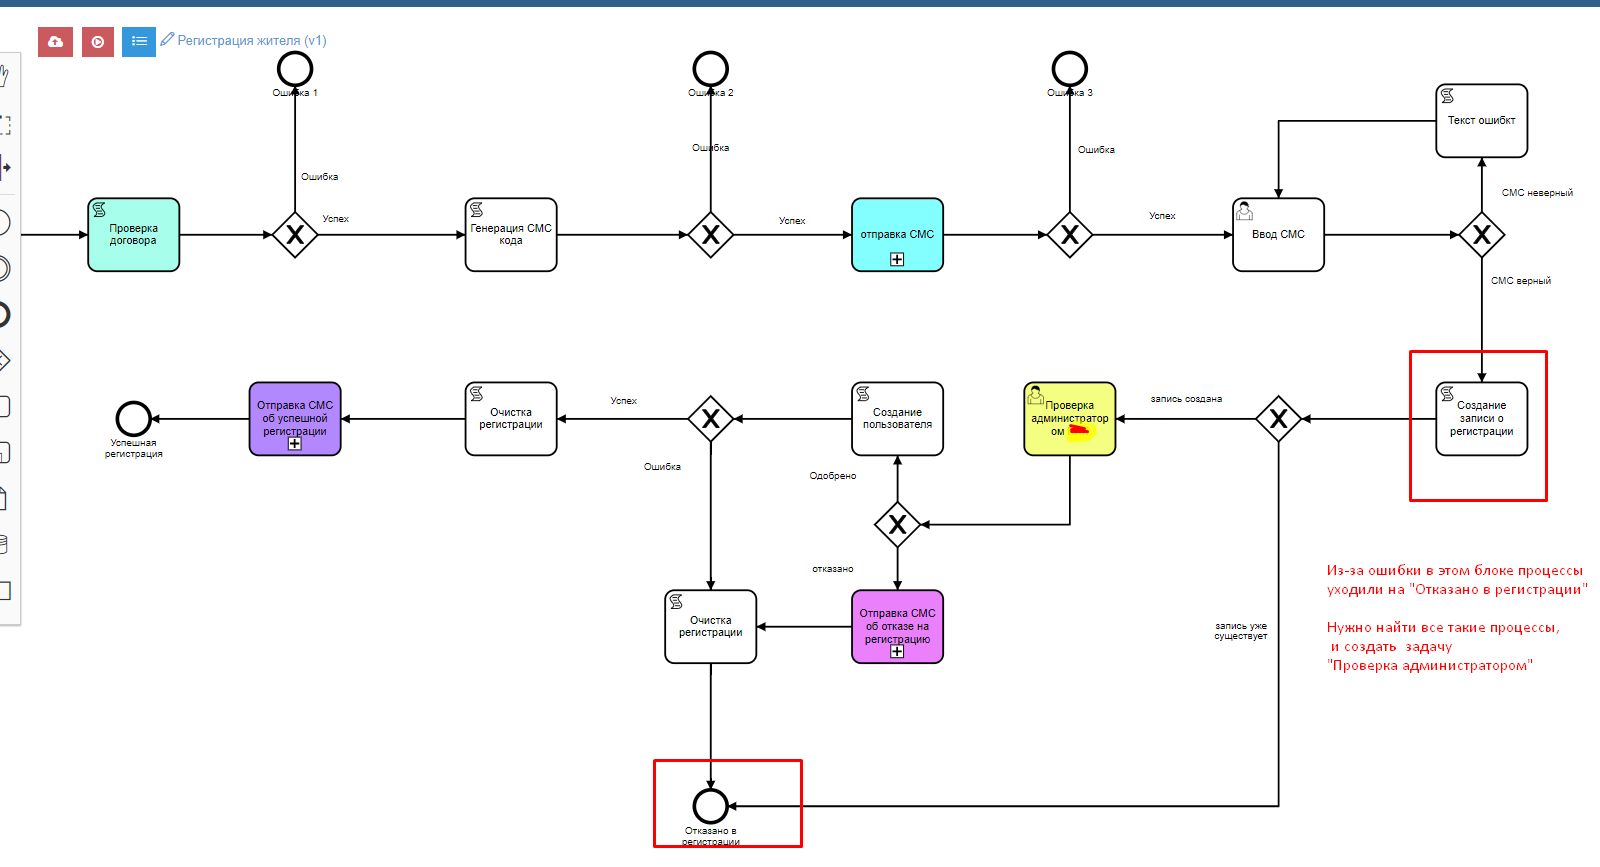 Регистрация жителя (v1)
Ошибка 1
Ошибка 2
Ошибка 3
Текст ошибкт
Ошибка
Ошибка
Ошибка
СМС неверный
Проверка
договора
Успех
Генерация СМС
кода
Успех
отправка СМС
Успех
Ввод СМС
СМС верный
Успешная
регистрация
Отправка СМС
об успешной
регистрации
Очистка
регистрации
Успех
Ошибка
Создание
пользователя
Проверка
администратор
ом
запись создана
Создание
записи о
регистрации
Одобрено
отказано
Очистка
регистрации
Отправка СМС
об отказе на
регистрацию
запись уже
существует
Из-за ошибки в этом блоке процессы
уходили на "Отказано в регистрации"
Нужно найти все такие процессы,
и создать задачу
"Проверка администратором"
Отказано в
регистрации